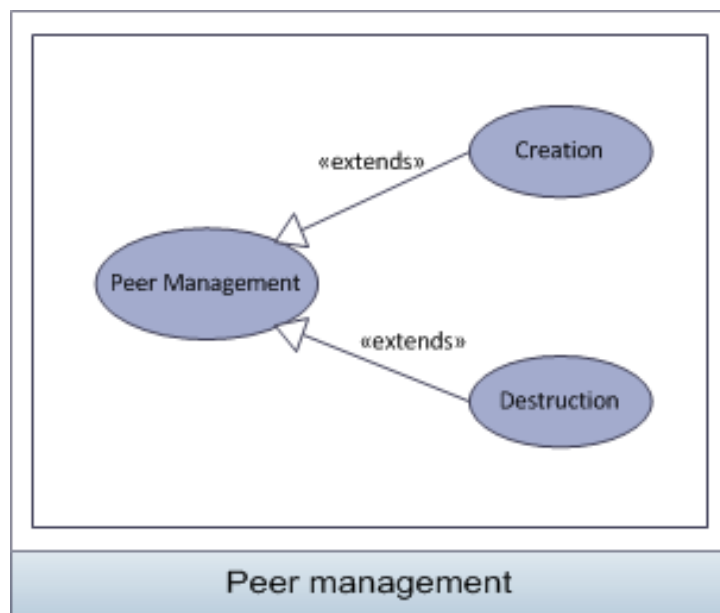 Creation
«extends»
Peer Management
«extends»
Destruction
Peer management